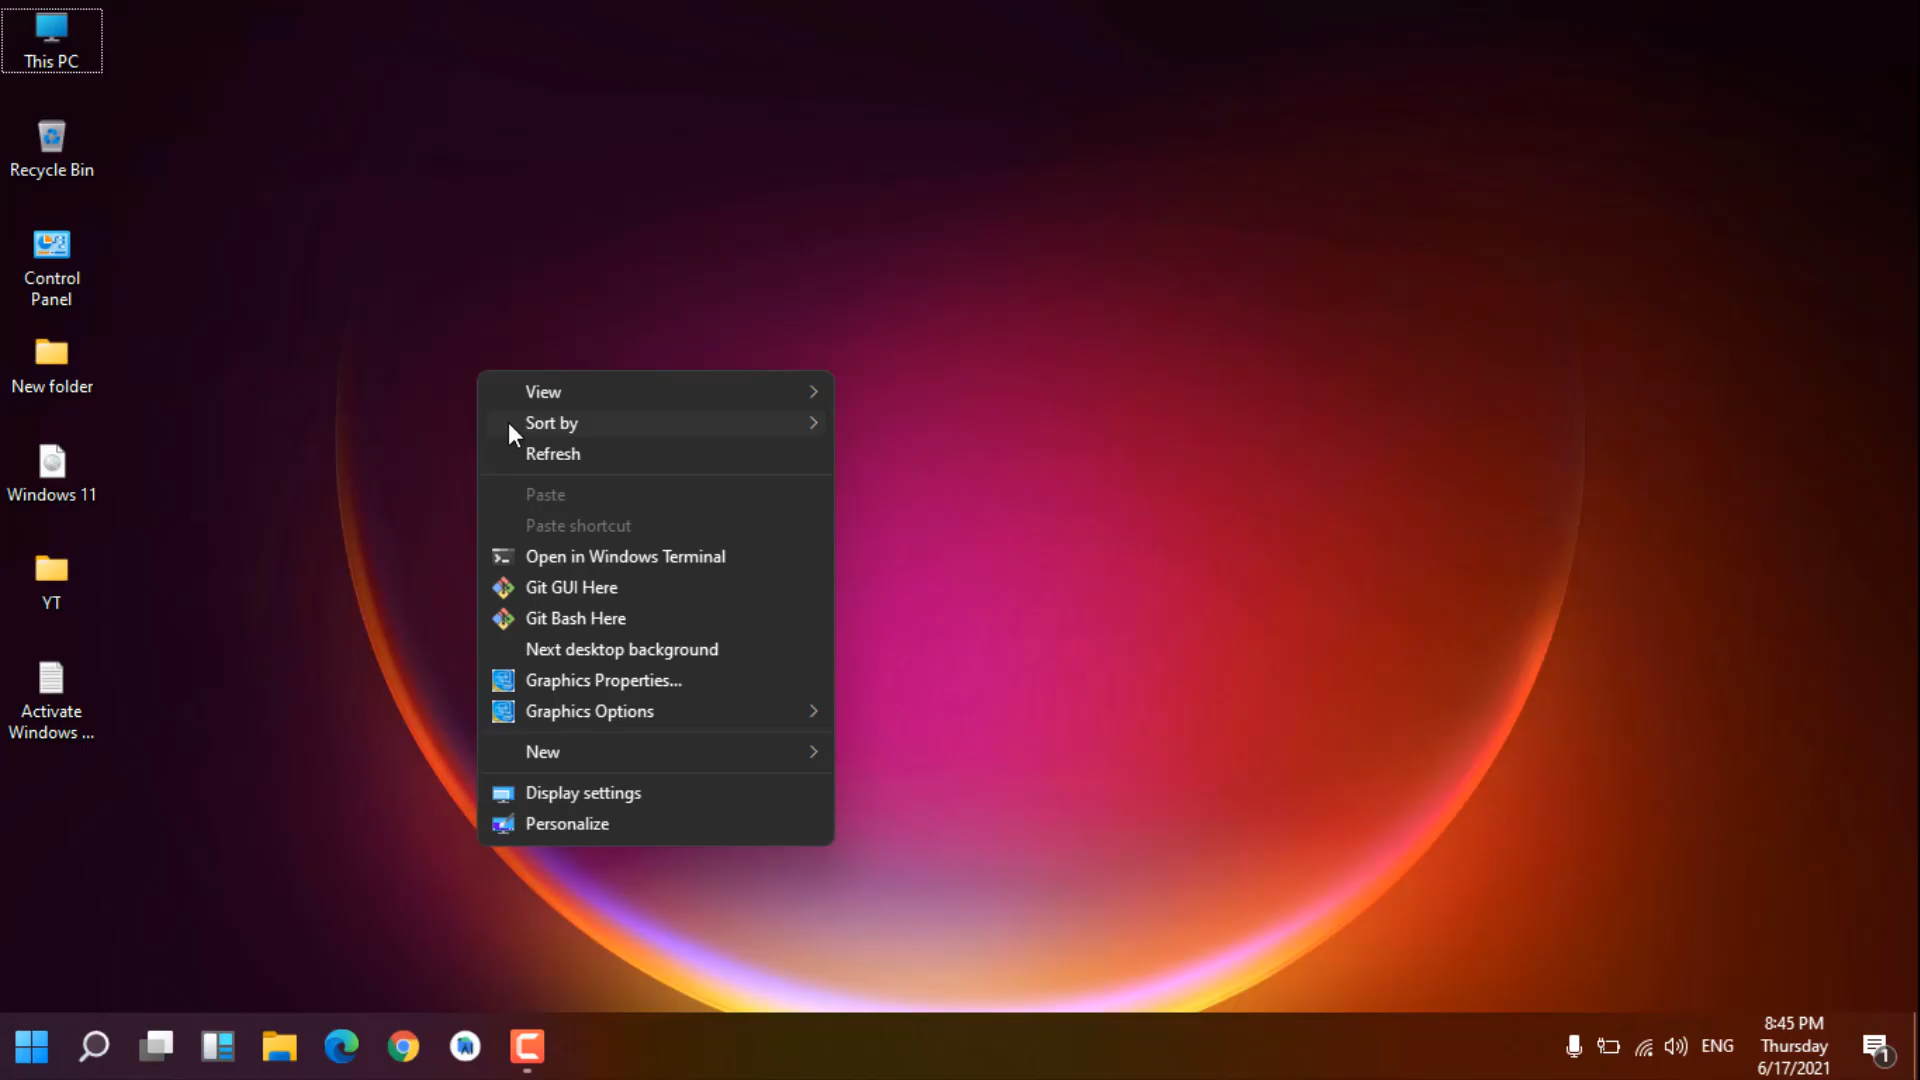 This PC
Recycle Bin
Control
Panel
New folder
Windows 11
YT
Activate
Windows ...
View
Sort by
Refresh
Paste
Paste shortcut
Open in Windows Terminal
Git GUI Here
Git Bash Here
Next desktop background
Graphics Properties...
Graphics Options
New
Display settings
Personalize
ENG
8:45 PM
Thursday
6/17/2021
1